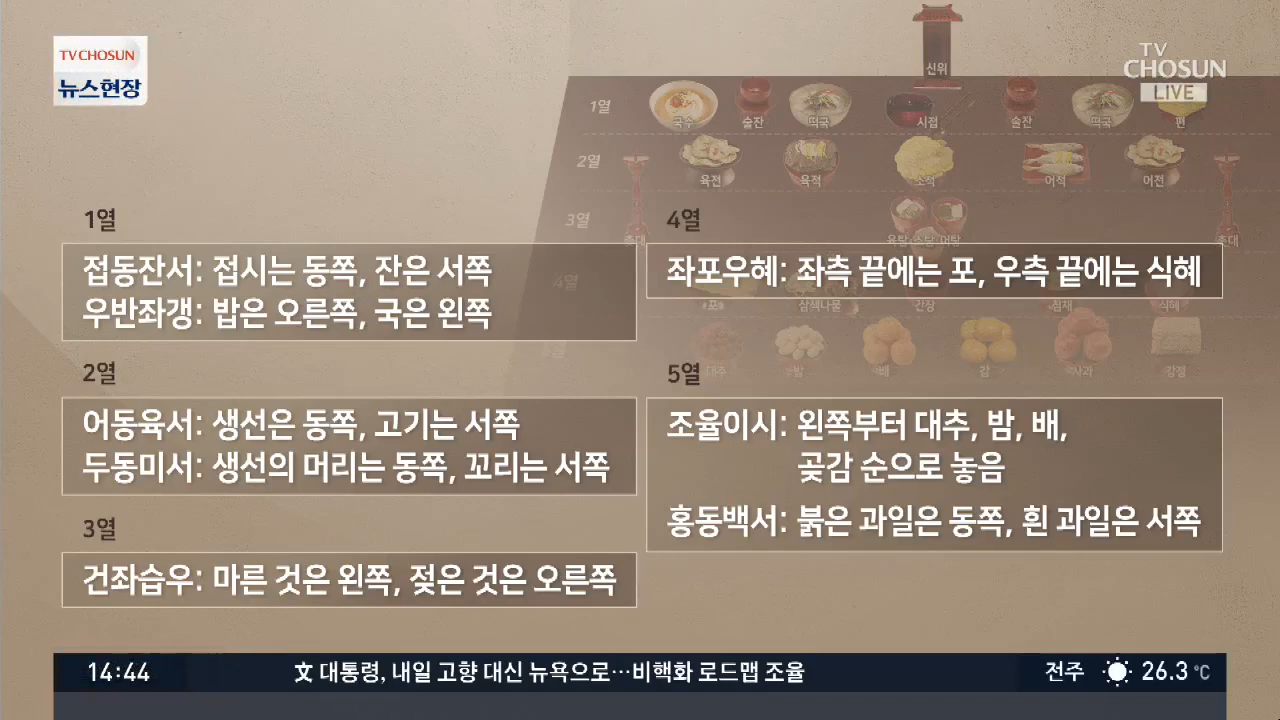 TV CHOSUN
뉴스현장
TV
CHOSUN
LIVE
신위
1열
국수 술잔 떡국 시접 술잔 떡국 편
2열
육전 육적 소적 어적 어전
3열
촛대 육탕 소탕 어탕 촛대
4열
포 삼색나물 간장 침채 식혜
대추 밤 배 감 사과 강정
1열
접동잔서: 접시는 동쪽, 잔은 서쪽
우반좌갱: 밥은 오른쪽, 국은 왼쪽
2열
어동육서: 생선은 동쪽, 고기는 서쪽
두동미서: 생선의 머리는 동쪽, 꼬리는 서쪽
3열
건좌습우: 마른 것은 왼쪽, 젖은 것은 오른쪽
4열
좌포우혜: 좌측 끝에는 포, 우측 끝에는 식혜
5열
조율이시: 왼쪽부터 대추, 밤, 배,
곶감 순으로 놓음
홍동백서: 붉은 과일은 동쪽, 흰 과일은 서쪽
14:44
文 대통령, 내일 고향 대신 뉴욕으로…비핵화 로드맵 조율
전주 26.3 ℃